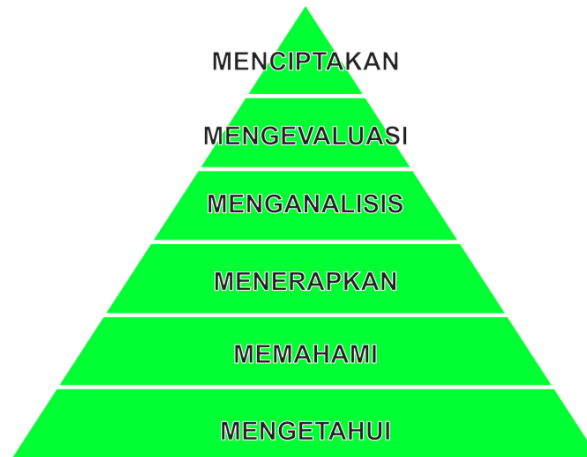 MENCIPTAKAN
MENGEVALUASI
MENGANALISIS
MENERAPKAN
MEMAHAMI
MENGETAHUI